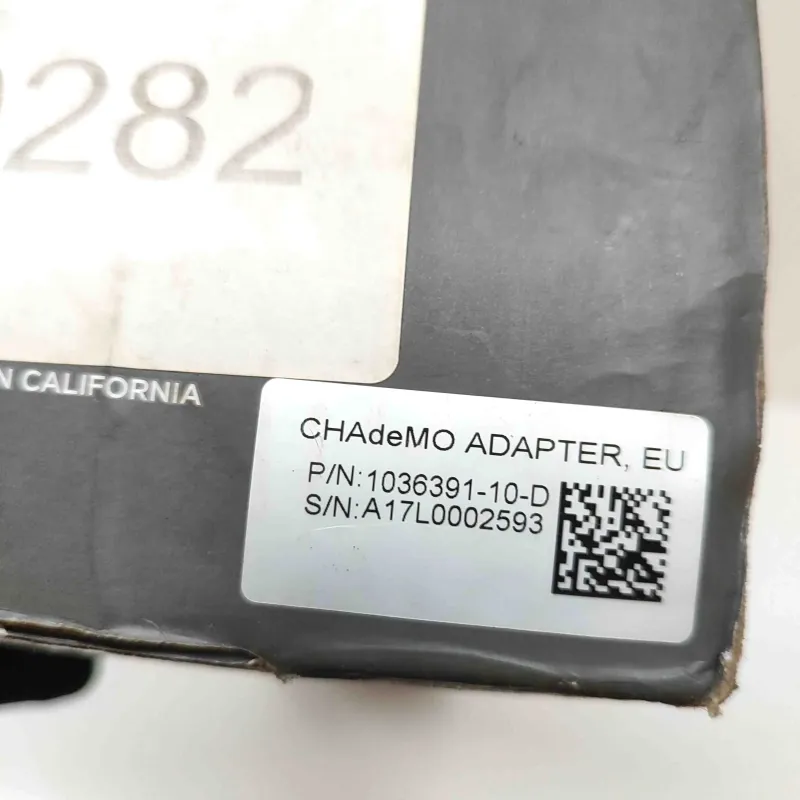 282
N CALIFORNIA
CHAdeMO ADAPTER, EU
P/N:1036391-10-D
S/N:A17L0002593